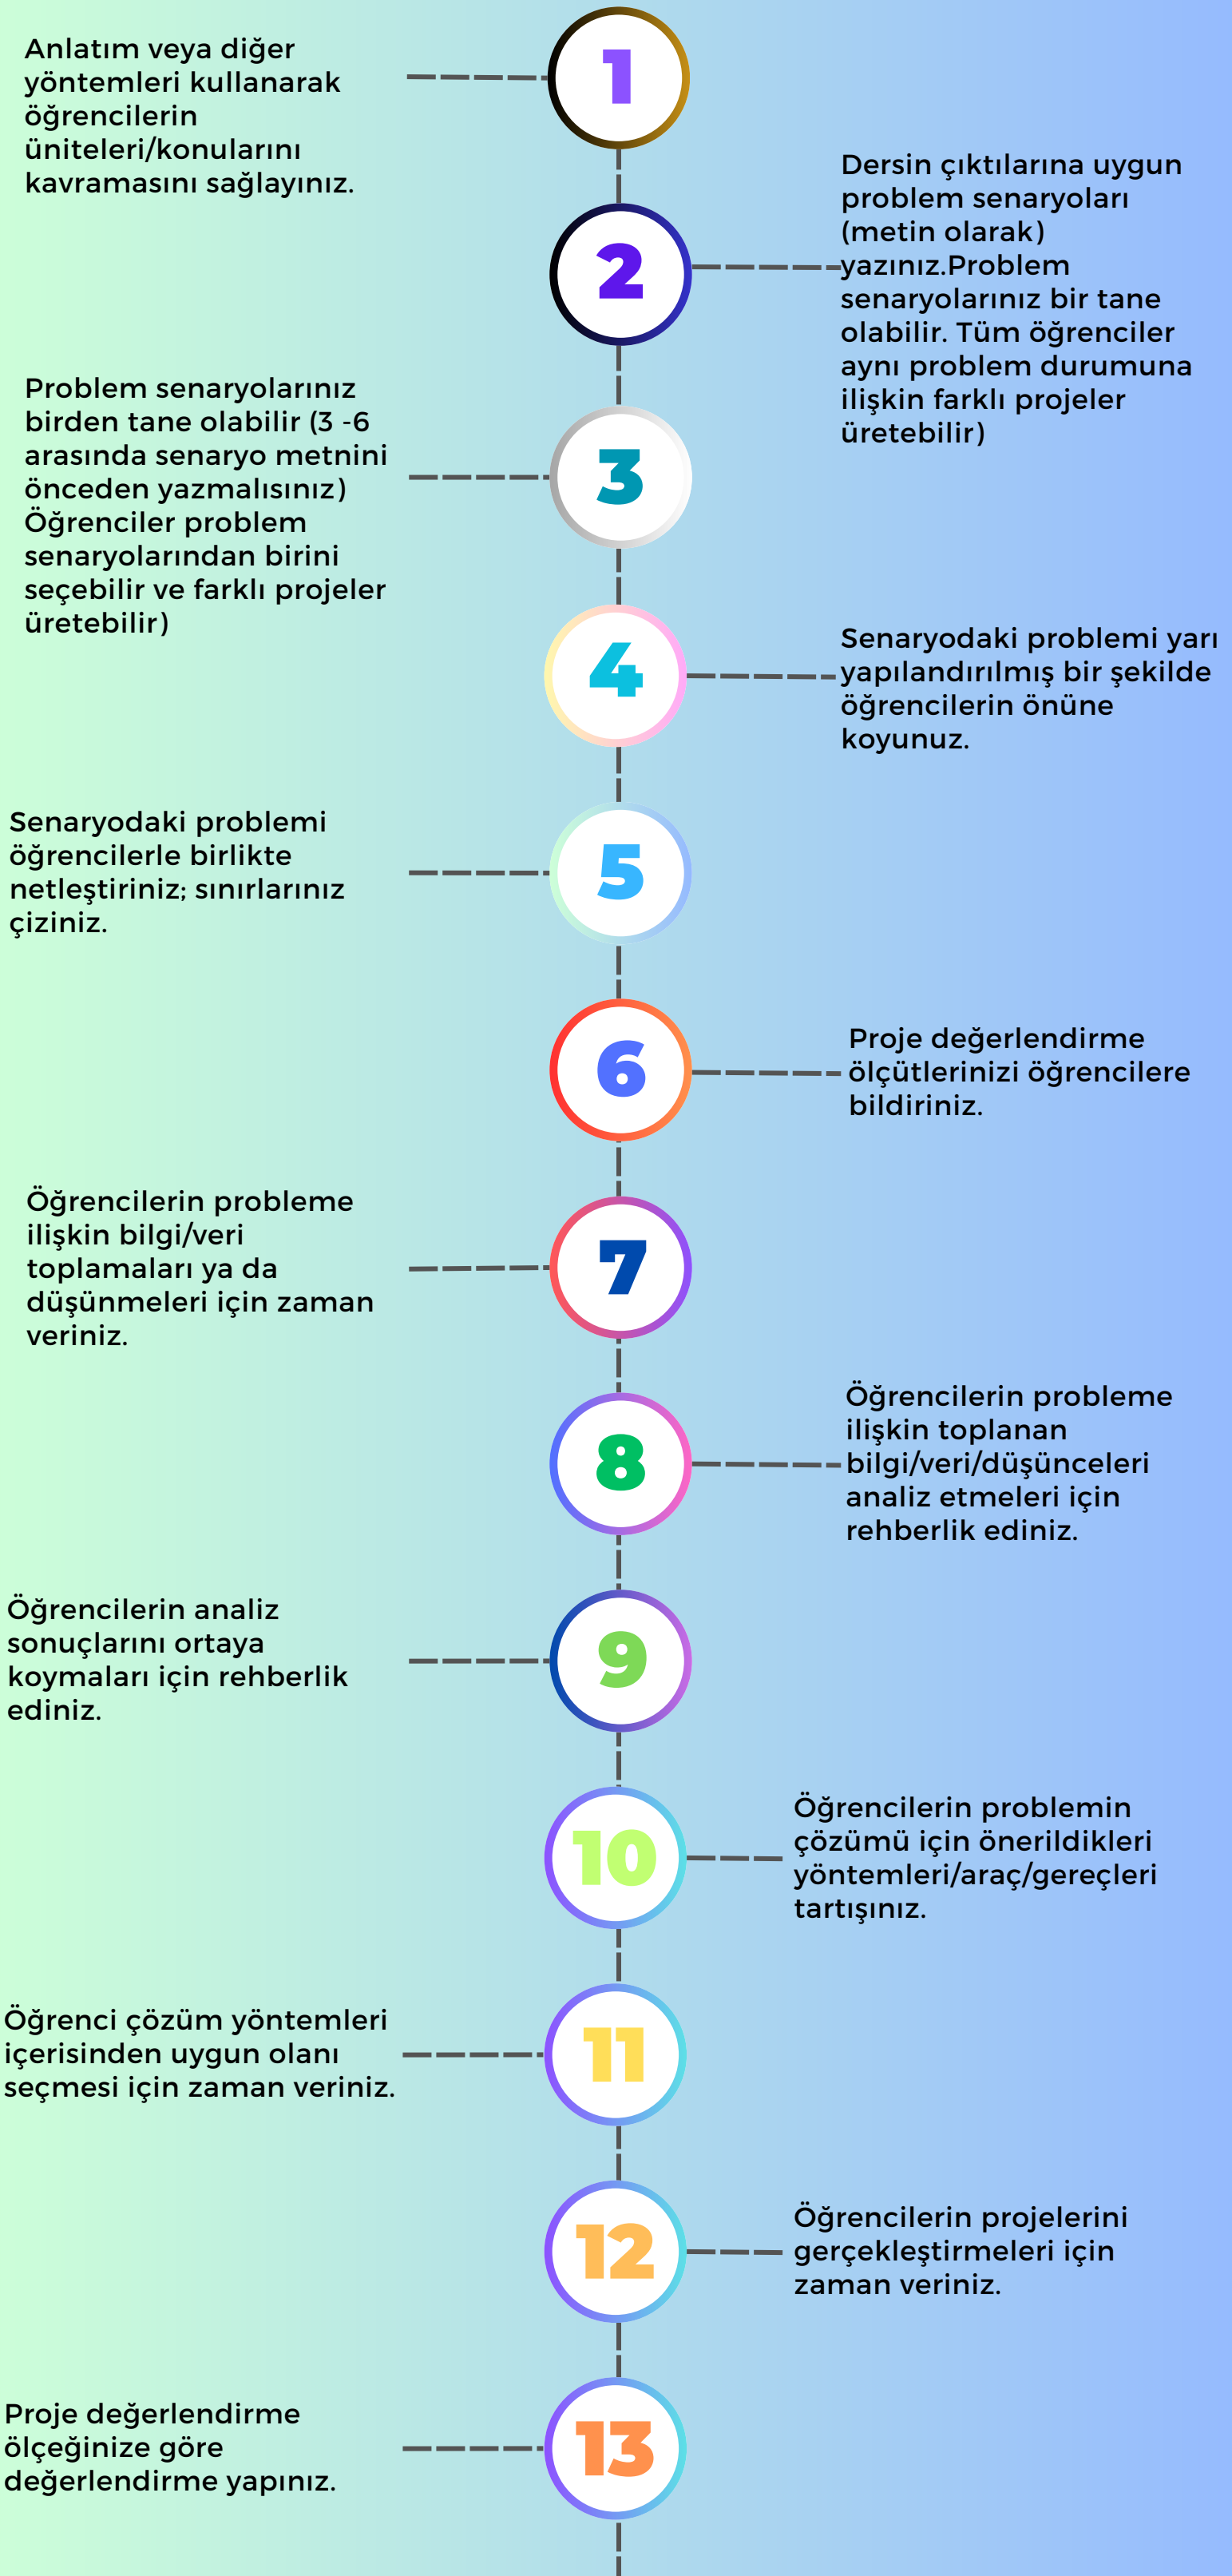 1
Anlatım veya diğer
yöntemleri kullanarak
öğrencilerin
üniteleri/konularını
kavramasını sağlayınız.
2
Dersin çıktılarına uygun
problem senaryoları
(metin olarak)
yazınız.Problem
senaryolarınız bir tane
olabilir. Tüm öğrenciler
aynı problem durumuna
ilişkin farklı projeler
üretebilir)
3
Problem senaryolarınız
birden tane olabilir (3 -6
arasında senaryo metnini
önceden yazmalısınız)
Öğrenciler problem
senaryolarından birini
seçebilir ve farklı projeler
üretebilir)
4
Senaryodaki problemi yarı
yapılandırılmış bir şekilde
öğrencilerin önüne
koyunuz.
5
Senaryodaki problemi
öğrencilerle birlikte
netleştiriniz; sınırlarınız
çiziniz.
6
Proje değerlendirme
ölçütlerinizi öğrencilere
bildiriniz.
7
Öğrencilerin probleme
ilişkin bilgi/veri
toplamaları ya da
düşünmeleri için zaman
veriniz.
8
Öğrencilerin probleme
ilişkin toplanan
bilgi/veri/düşünceleri
analiz etmeleri için
rehberlik ediniz.
9
Öğrencilerin analiz
sonuçlarını ortaya
koymaları için rehberlik
ediniz.
10
Öğrencilerin problemin
çözümü için önerildikleri
yöntemleri/araç/gereçleri
tartışınız.
11
Öğrenci çözüm yöntemleri
içerisinden uygun olanı
seçmesi için zaman veriniz.
12
Öğrencilerin projelerini
gerçekleştirmeleri için
zaman veriniz.
13
Proje değerlendirme
ölçeğinize göre
değerlendirme yapınız.